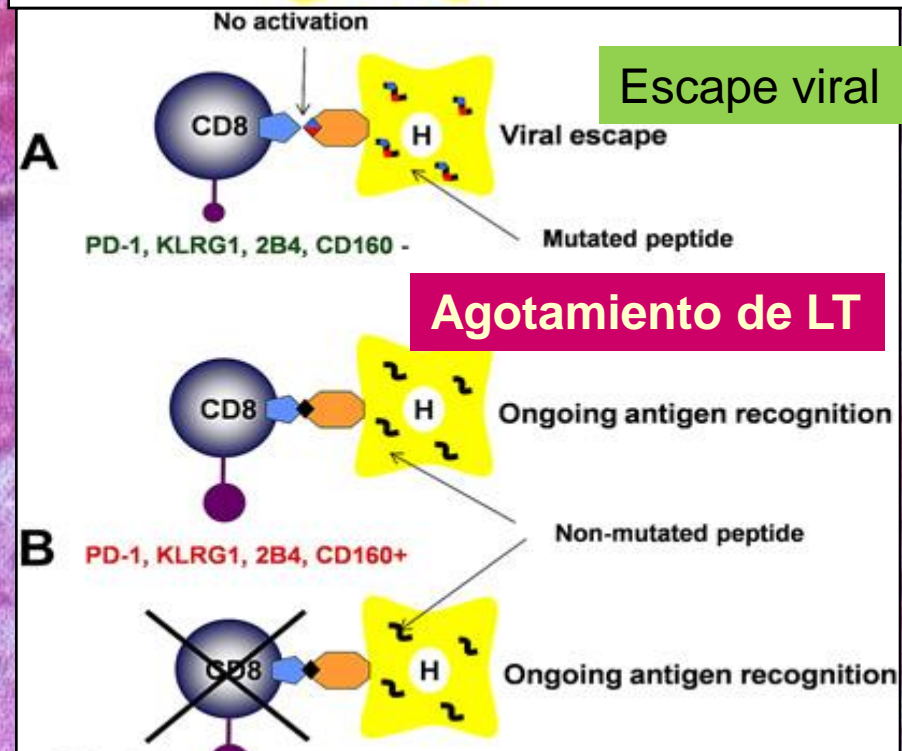 No activation
Escape viral
CD8
H
Viral escape
A
Mutated peptide
PD-1, KLRG1, 2B4, CD160 -
Agotamiento de LT
CD8
H
Ongoing antigen recognition
Non-mutated peptide
B
PD-1, KLRG1, 2B4, CD160+
CD8
H
Ongoing antigen recognition